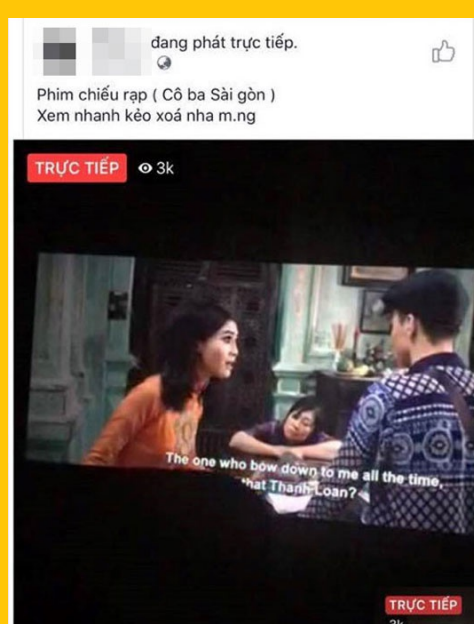 đang phát trực tiếp.
Phim chiếu rạp ( Cô ba Sài gòn )
Xem nhanh kẻo xoá nha m.ng
TRỰC TIẾP 3k
The one who bow down to me all the time,
that Thanh Loan?
TRỰC TIẾP
3k